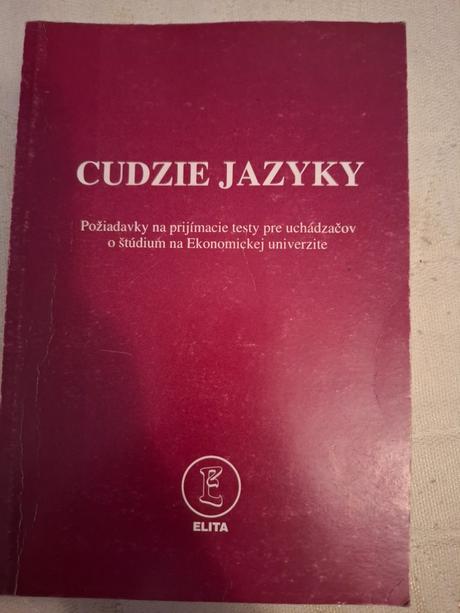 CUDZIE JAZYKY
Požiadavky na prijímacie testy pre uchádzačov
o štúdium na Ekonomickej univerzite
E
ELITA